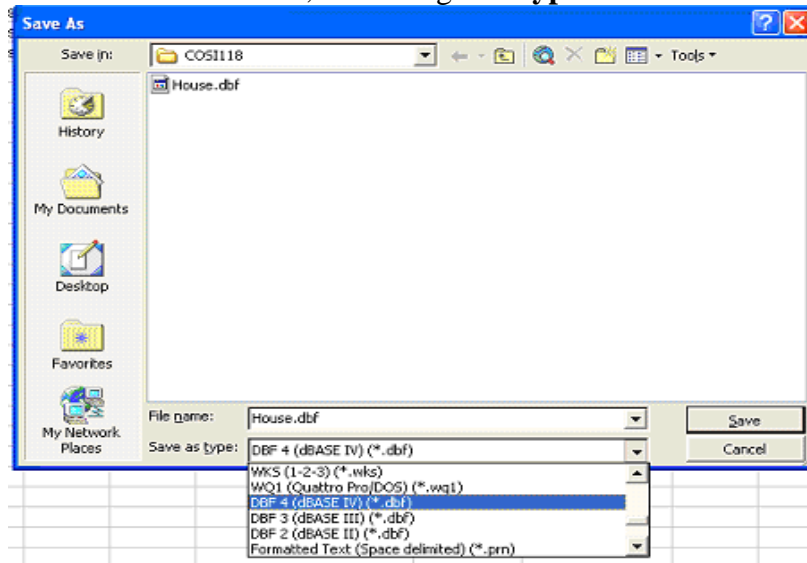 Save As
Save in: COSI118 Tools
House.dbf
History
My Documents
Desktop
Favorites
My Network
Places
File name: House.dbf Save
Save as type: DBF 4 (dBASE IV) (*.dbf) Cancel
WKS (1-2-3) (*.wks)
WQ1 (Quattro Pro/DOS) (*.wq1)
DBF 4 (dBASE IV) (*.dbf)
DBF 3 (dBASE III) (*.dbf)
DBF 2 (dBASE II) (*.dbf)
Formatted Text (Space delimited) (*.prn)